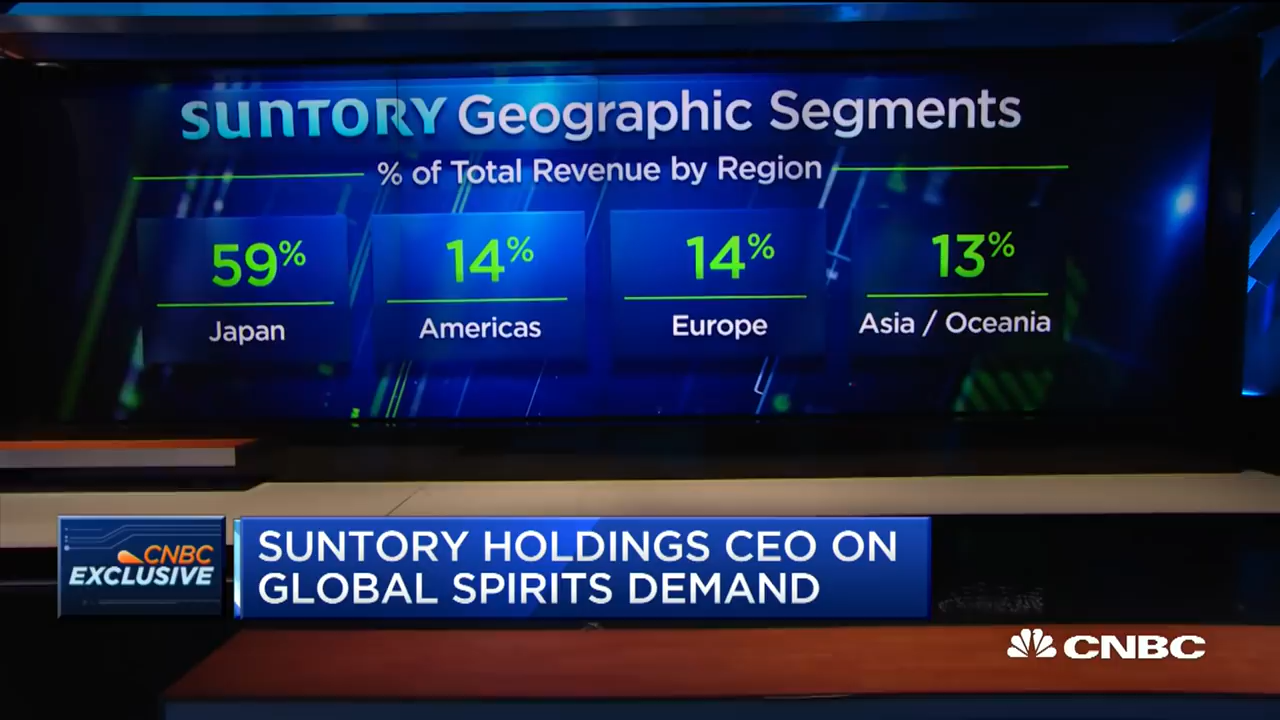 SUNTORY Geographic Segments
% of Total Revenue by Region
59% 14% 14% 13%
Japan Americas Europe Asia / Oceania
CNBC
EXCLUSIVE
SUNTORY HOLDINGS CEO ON
GLOBAL SPIRITS DEMAND
CNBC